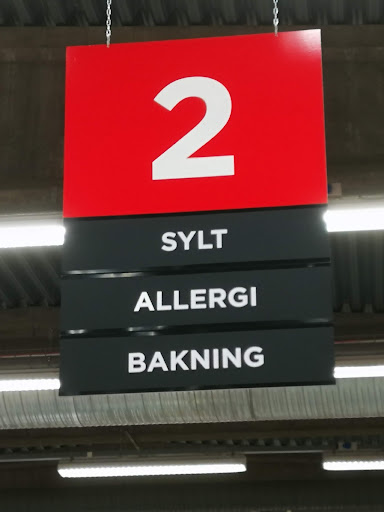 2
SYLT
ALLERGI
BAKNING